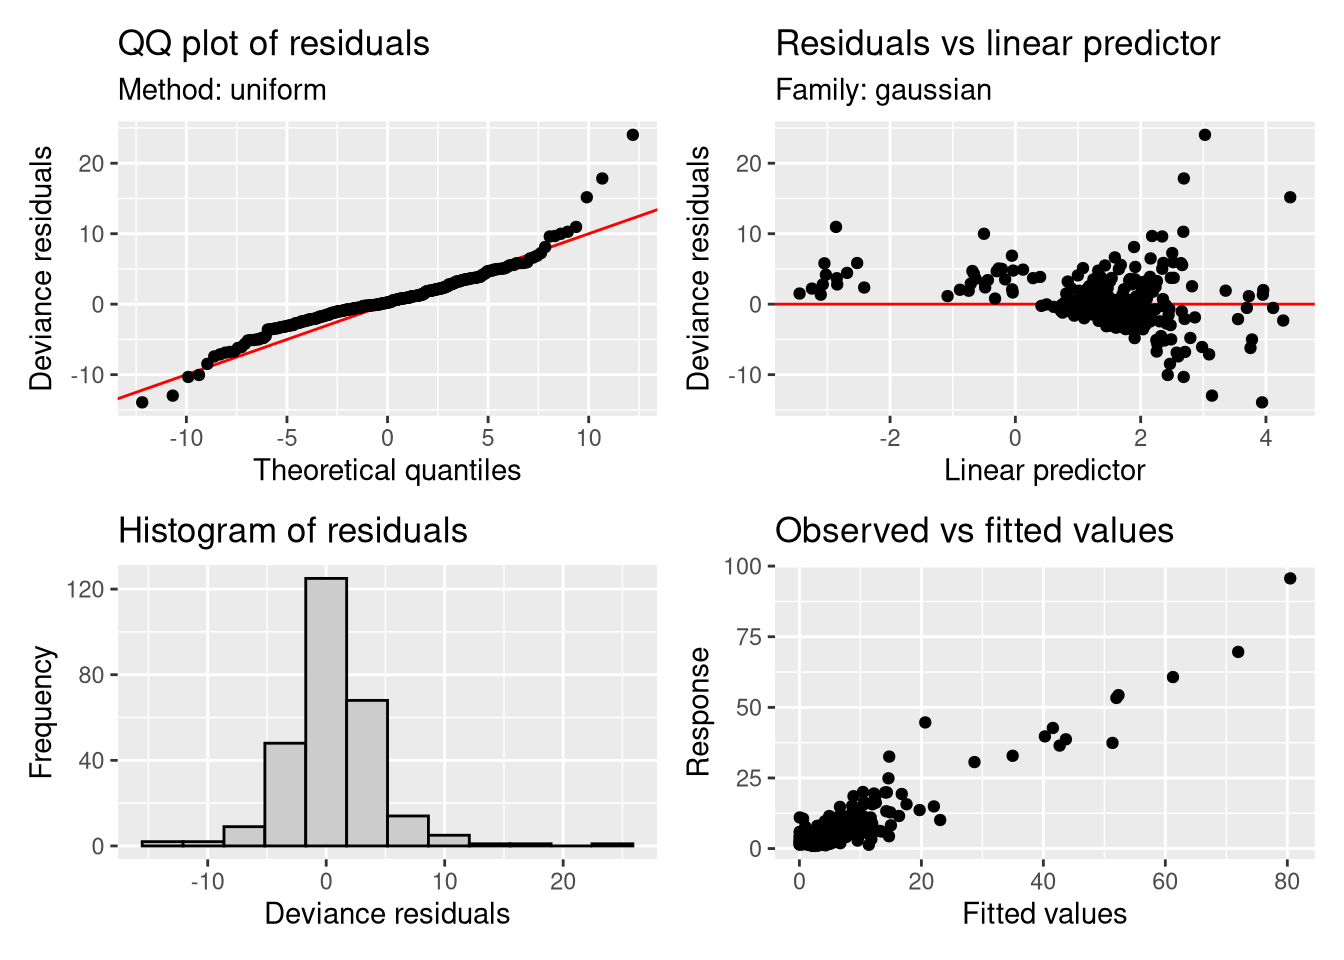 QQ plot of residuals
Method: uniform
Deviance residuals
20
10
0
-10
-10
-5
0
5
10
Theoretical quantiles
Residuals vs linear predictor
Family: gaussian
Deviance residuals
20
10
0
-10
-2
0
2
4
Linear predictor
Histogram of residuals
Frequency
120
80
40
0
-10
0
10
20
Deviance residuals
Observed vs fitted values
Response
100
75
50
25
0
0
20
40
60
80
Fitted values